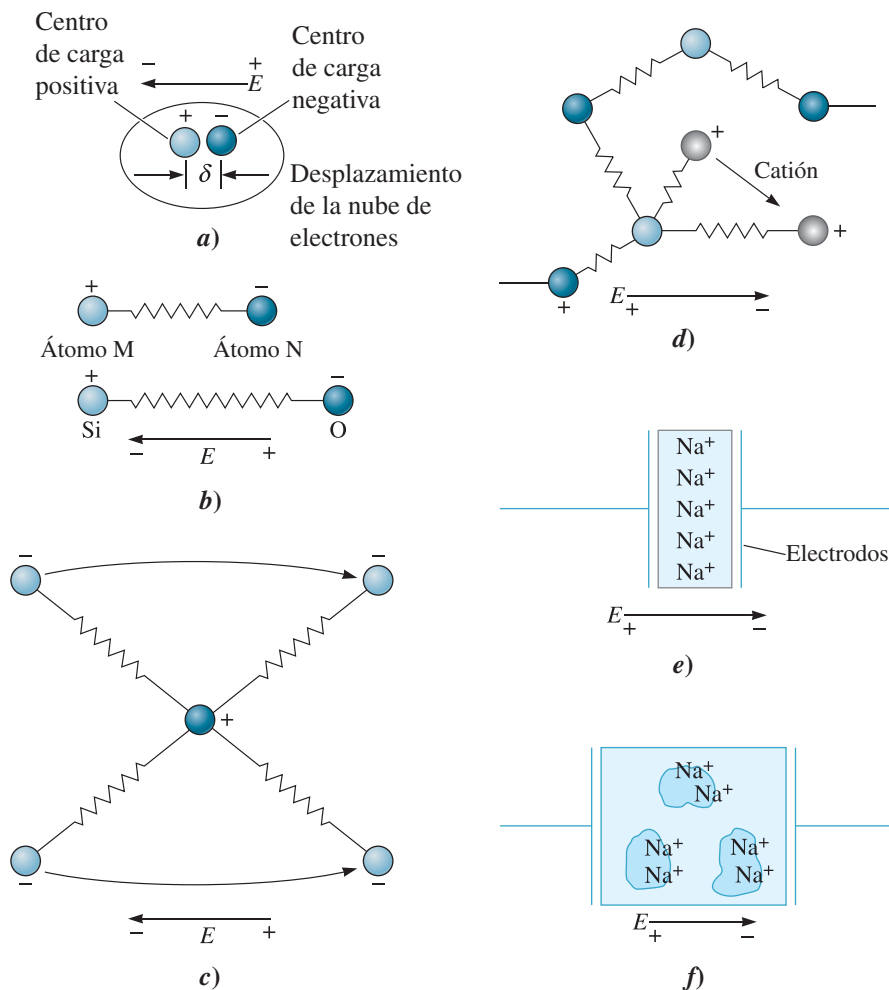 Centro
de carga
positiva
Centro
de carga
negativa
− +
E
+ −
δ
Desplazamiento
de la nube de
electrones
a)
+ −
Átomo M Átomo N
+ −
Si O
− E +
b)
− −
+
− −
− E +
c)
+
Catión
+
+
E + −
d)
Na+
Na+
Na+
Na+
Na+
Electrodos
E + −
e)
Na+
Na+
Na+ Na+
Na+ Na+
E + −
f)